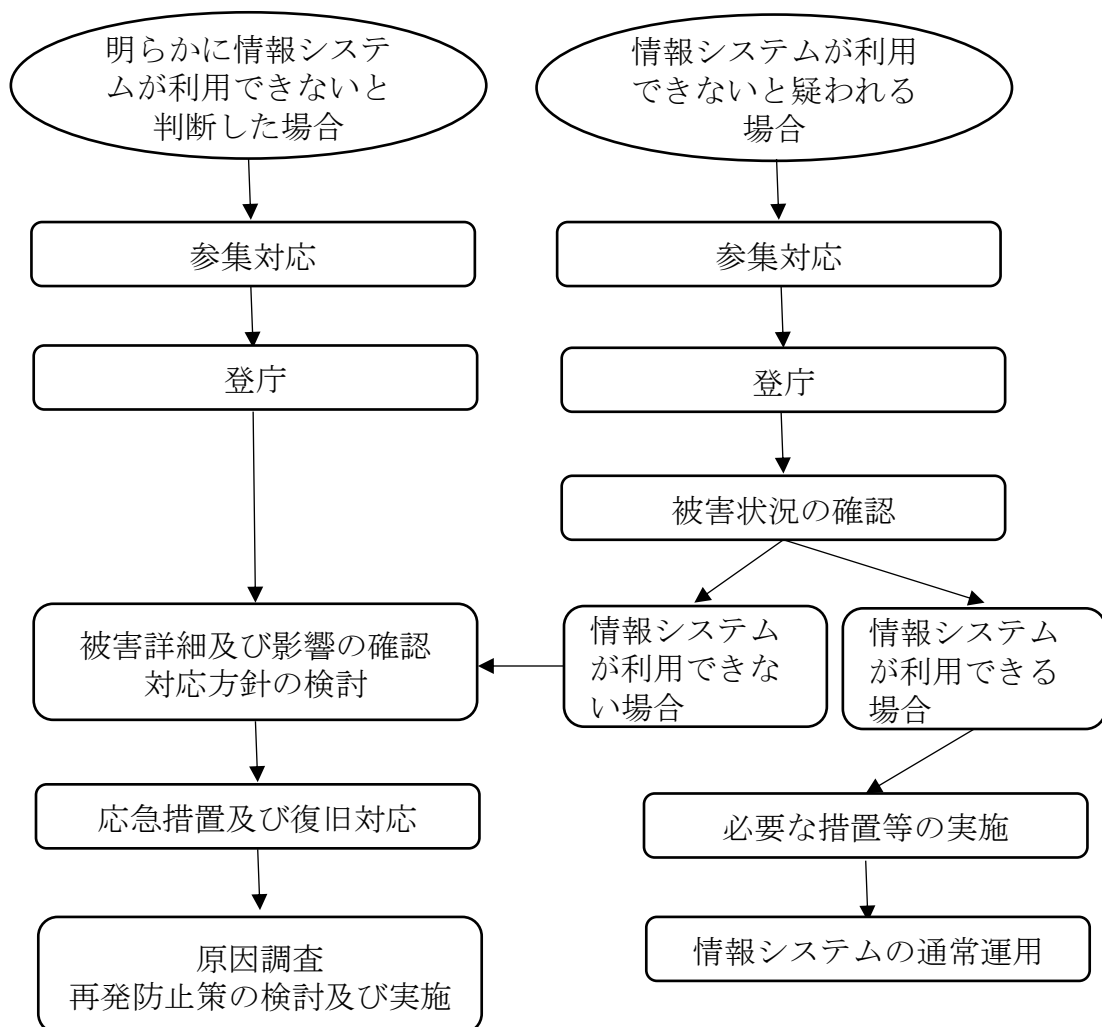 明らかに情報システ
ムが利用できないと
判断した場合
情報システムが利用
できないと疑われる
場合
参集対応
参集対応
登庁
登庁
被害状況の確認
被害詳細及び影響の確認
対応方針の検討
情報システム
が利用できな
い場合
情報システム
が利用できる
場合
応急措置及び復旧対応
必要な措置等の実施
原因調査
再発防止策の検討及び実施
情報システムの通常運用